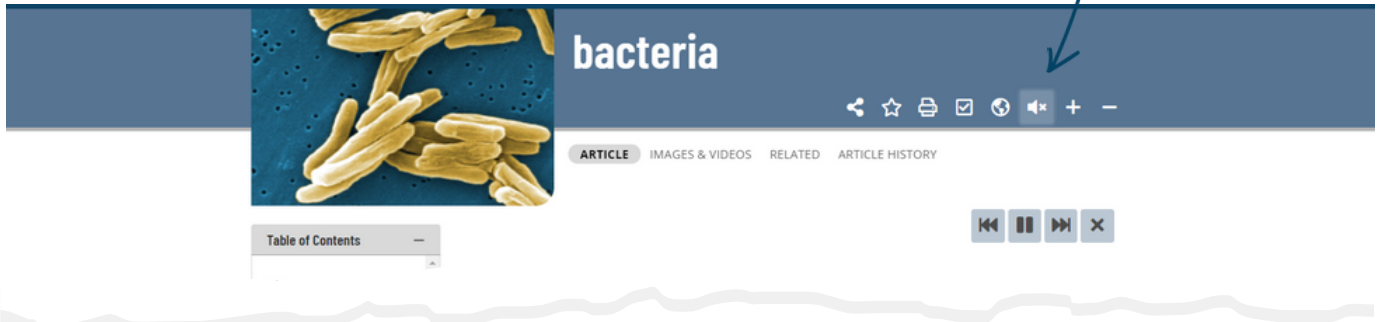 bacteria
ARTICLE IMAGES & VIDEOS RELATED ARTICLE HISTORY
Table of Contents